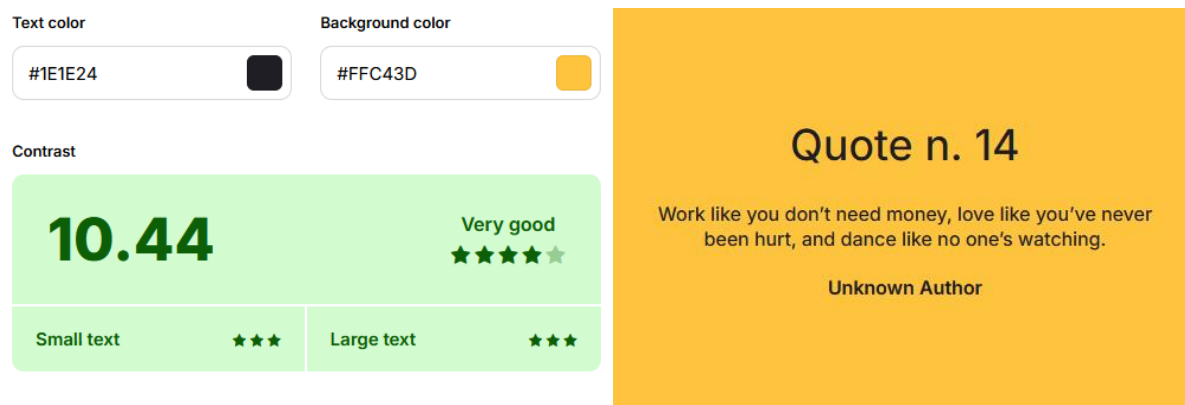 Text color
#1E1E24
Background color
#FFC43D
Contrast
10.44
Very good
Small text
Large text
Quote n. 14
Work like you don’t need money, love like you’ve never
been hurt, and dance like no one’s watching.
Unknown Author